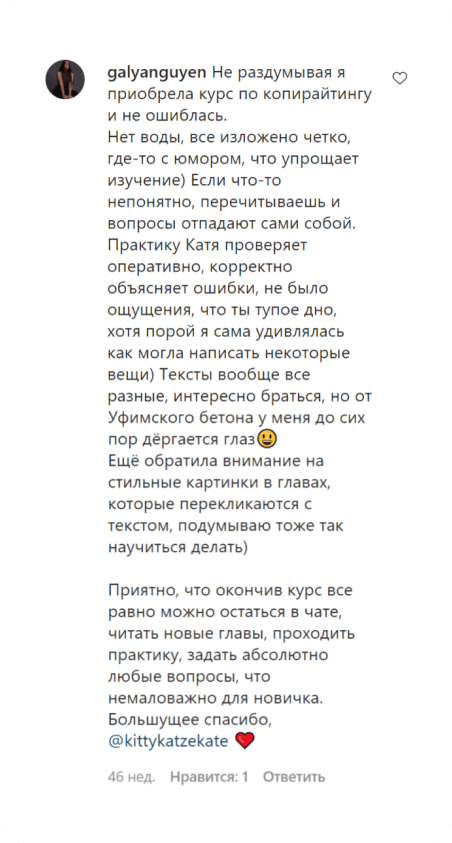 galyanguyen Не раздумывая я
приобрела курс по копирайтингу
и не ошиблась.
Нет воды, все изложено четко,
где-то с юмором, что упрощает
изучение) Если что-то
непонятно, перечитываешь и
вопросы отпадают сами собой.
Практику Катя проверяет
оперативно, корректно
объясняет ошибки, не было
ощущения, что ты тупое дно,
хотя порой я сама удивлялась
как могла написать некоторые
вещи) Тексты вообще все
разные, интересно браться, но от
Уфимского бетона у меня до сих
пор дёргается глаз😃
Ещё обратила внимание на
стильные картинки в главах,
которые перекликаются с
текстом, подумываю тоже так
научиться делать)
Приятно, что окончив курс все
равно можно остаться в чате,
читать новые главы, проходить
практику, задать абсолютно
любые вопросы, что
немаловажно для новичка.
Большущее спасибо,
@kittykatzekate ❤️
46 нед. Нравится: 1 Ответить